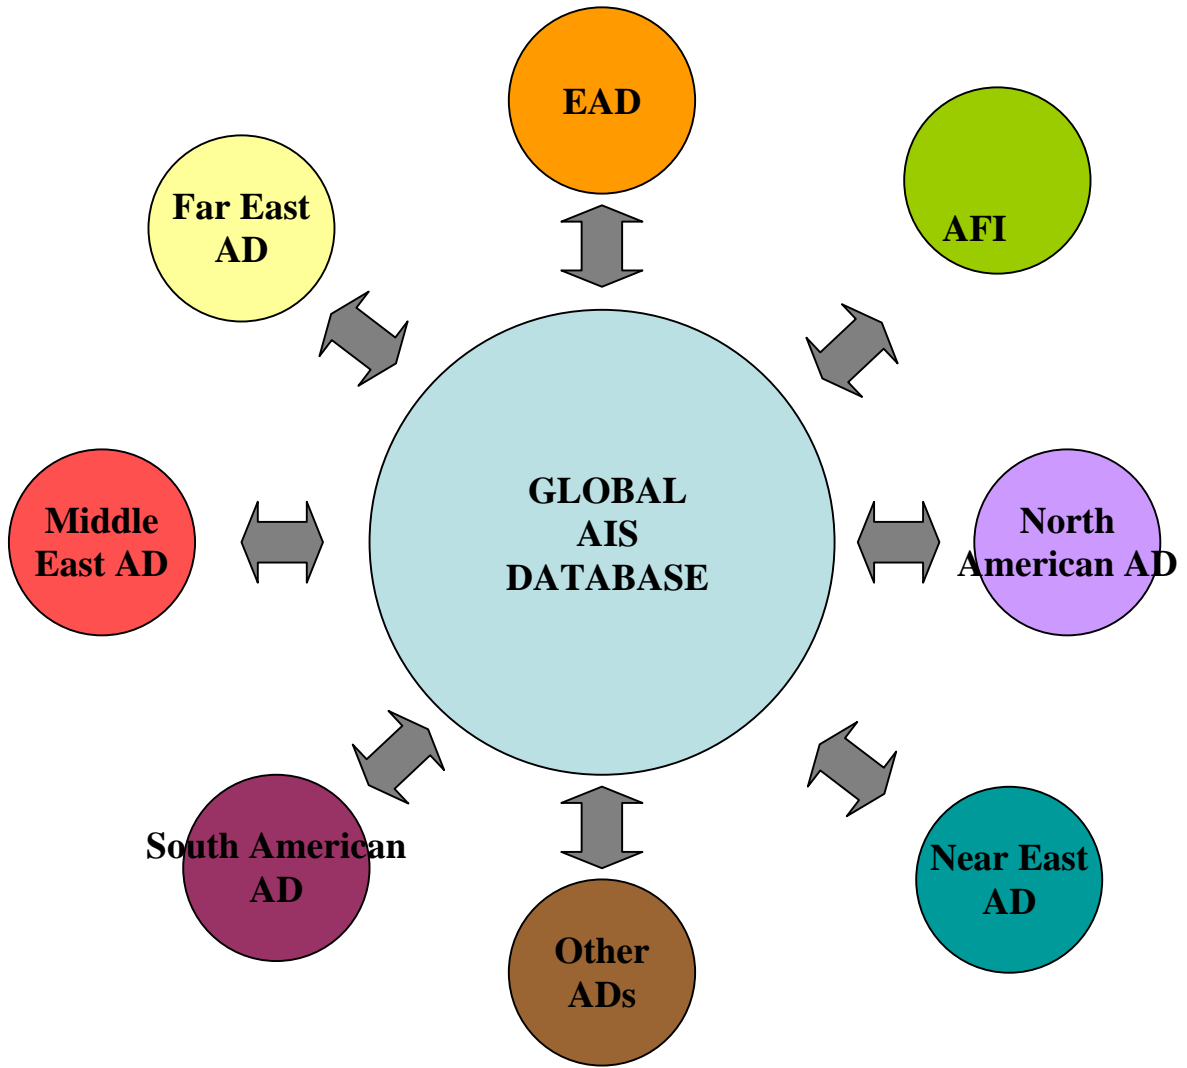 EAD
Far East
AD
AFI
GLOBAL
AIS
DATABASE
Middle
East AD
North
American AD
South American
AD
Near East
AD
Other
ADs